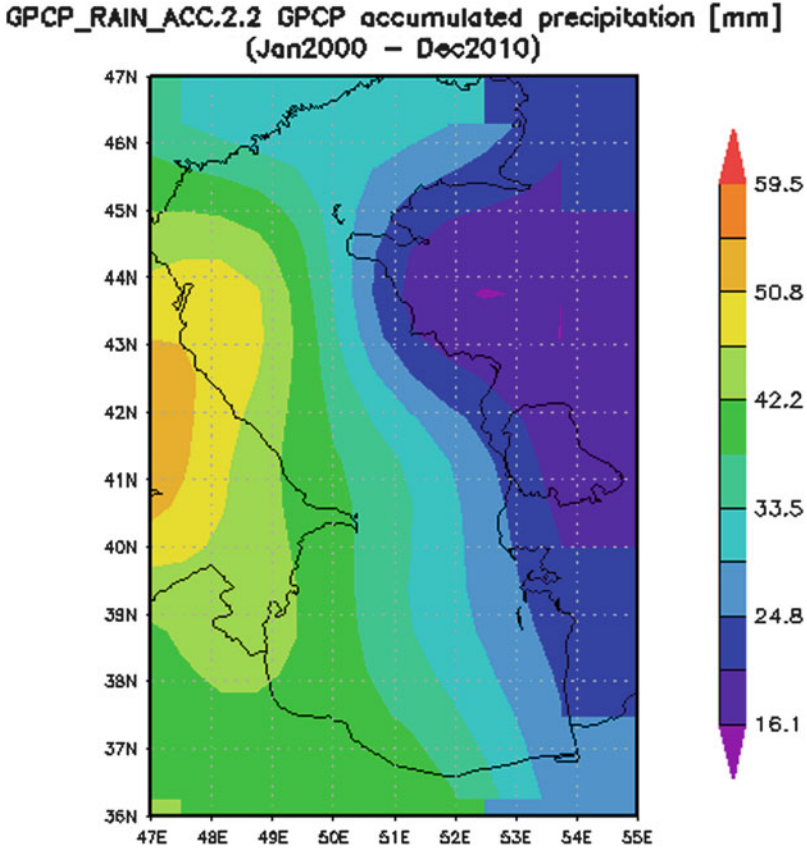 GPCP_RAIN_ACC.2.2 GPCP accumulated precipitation [mm]
(Jan2000 – Dec2010)
47N
46N
45N
44N
43N
42N
41N
40N
39N
38N
37N
36N
47E 48E 49E 50E 51E 52E 53E 54E 55E
59.5
50.8
42.2
33.5
24.8
16.1